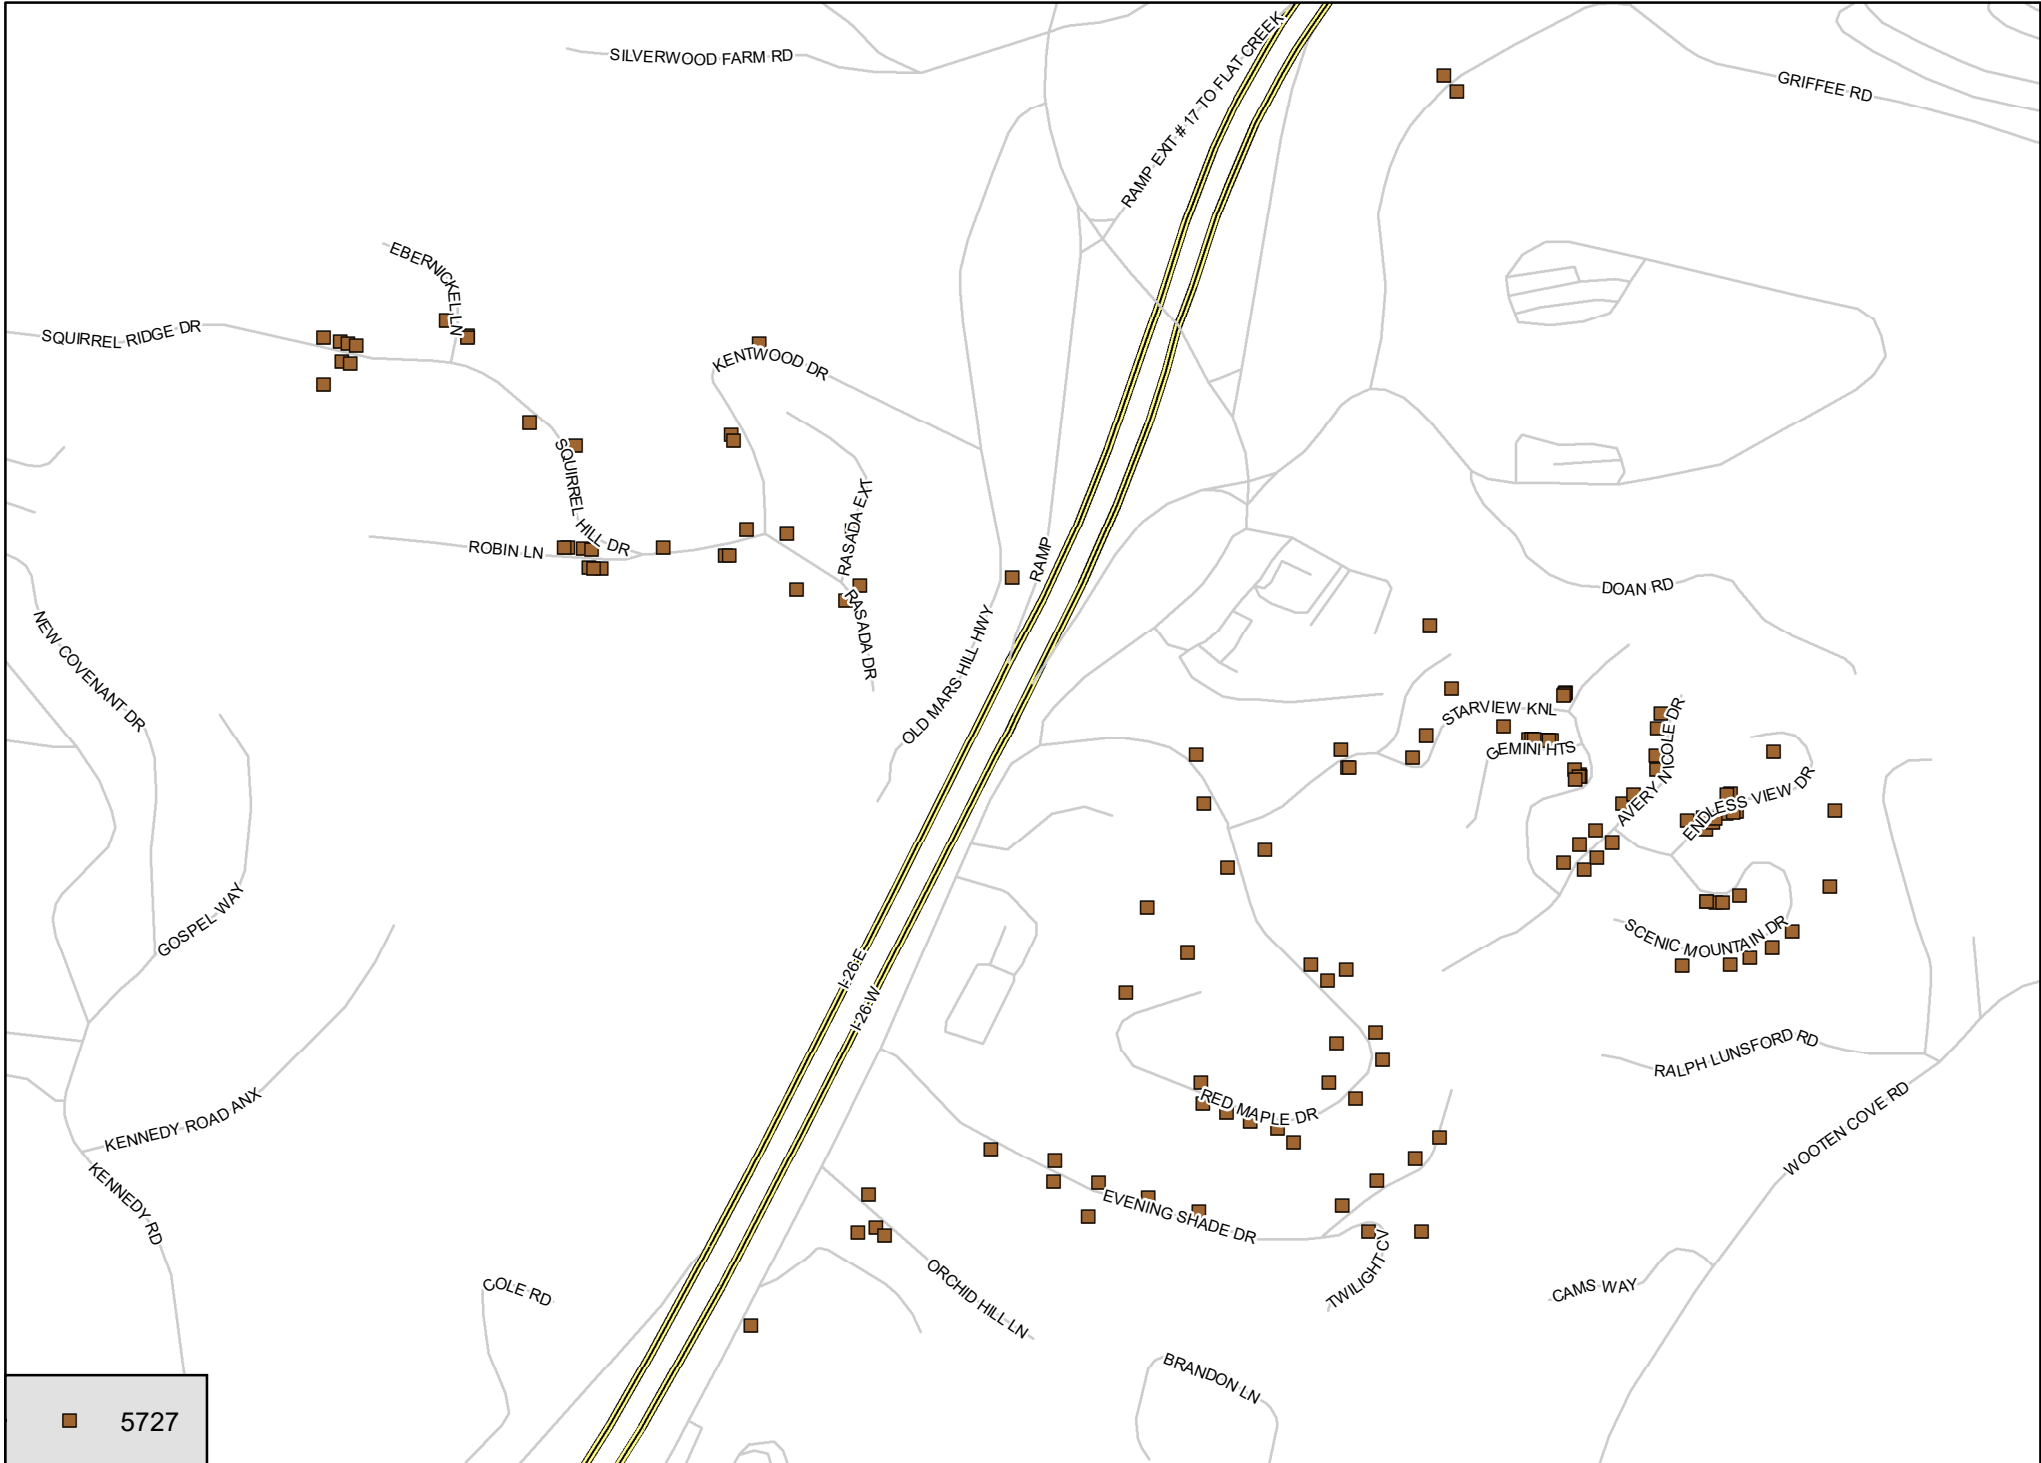 SILVERWOOD FARM RD
RAMP EXIT # 17 TO FLAT CREEK
GRIFFEE RD
EBERNICKEL LN
SQUIRREL RIDGE DR
KENTWOOD DR
SQUIRREL HILL DR
ROBIN LN
RASADA EXT
RASADA DR
RAMP
OLD MARS HILL HWY
DOAN RD
NEW COVENANT DR
STARVIEW KNL
GEMINI HTS
AVERY NICOLE DR
ENDLESS VIEW DR
GOSPEL WAY
SCENIC MOUNTAIN DR
I-26 E
I-26 W
RALPH LUNSFORD RD
RED MAPLE DR
KENNEDY ROAD ANX
WOOTEN COVE RD
KENNEDY RD
EVENING SHADE DR
TWILIGHT CV
COLE RD
ORCHID HILL LN
CAMS WAY
BRANDON LN
5727